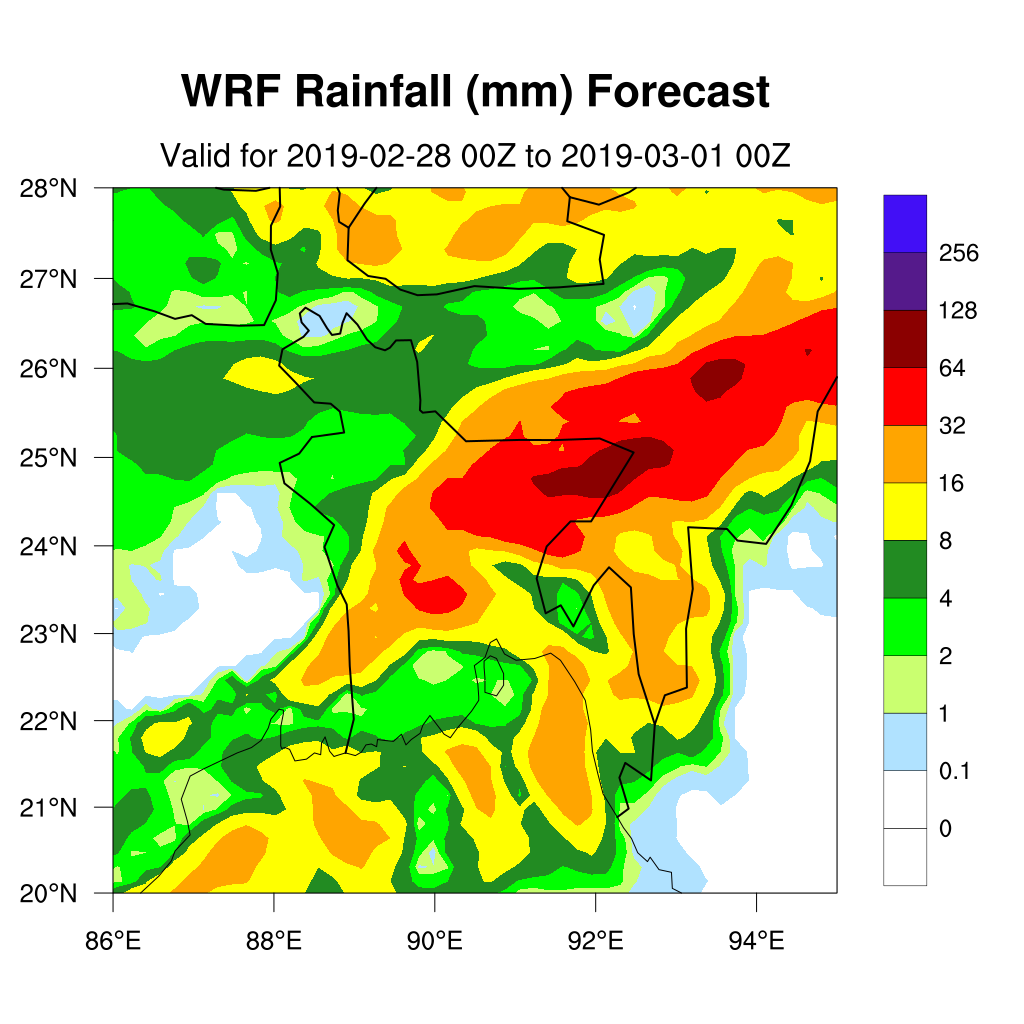 WRF Rainfall (mm) Forecast
Valid for 2019-02-28 00Z to 2019-03-01 00Z
28°N
27°N
26°N
25°N
24°N
23°N
22°N
21°N
20°N
86°E
88°E
90°E
92°E
94°E
256
128
64
32
16
8
4
2
1
0.1
0